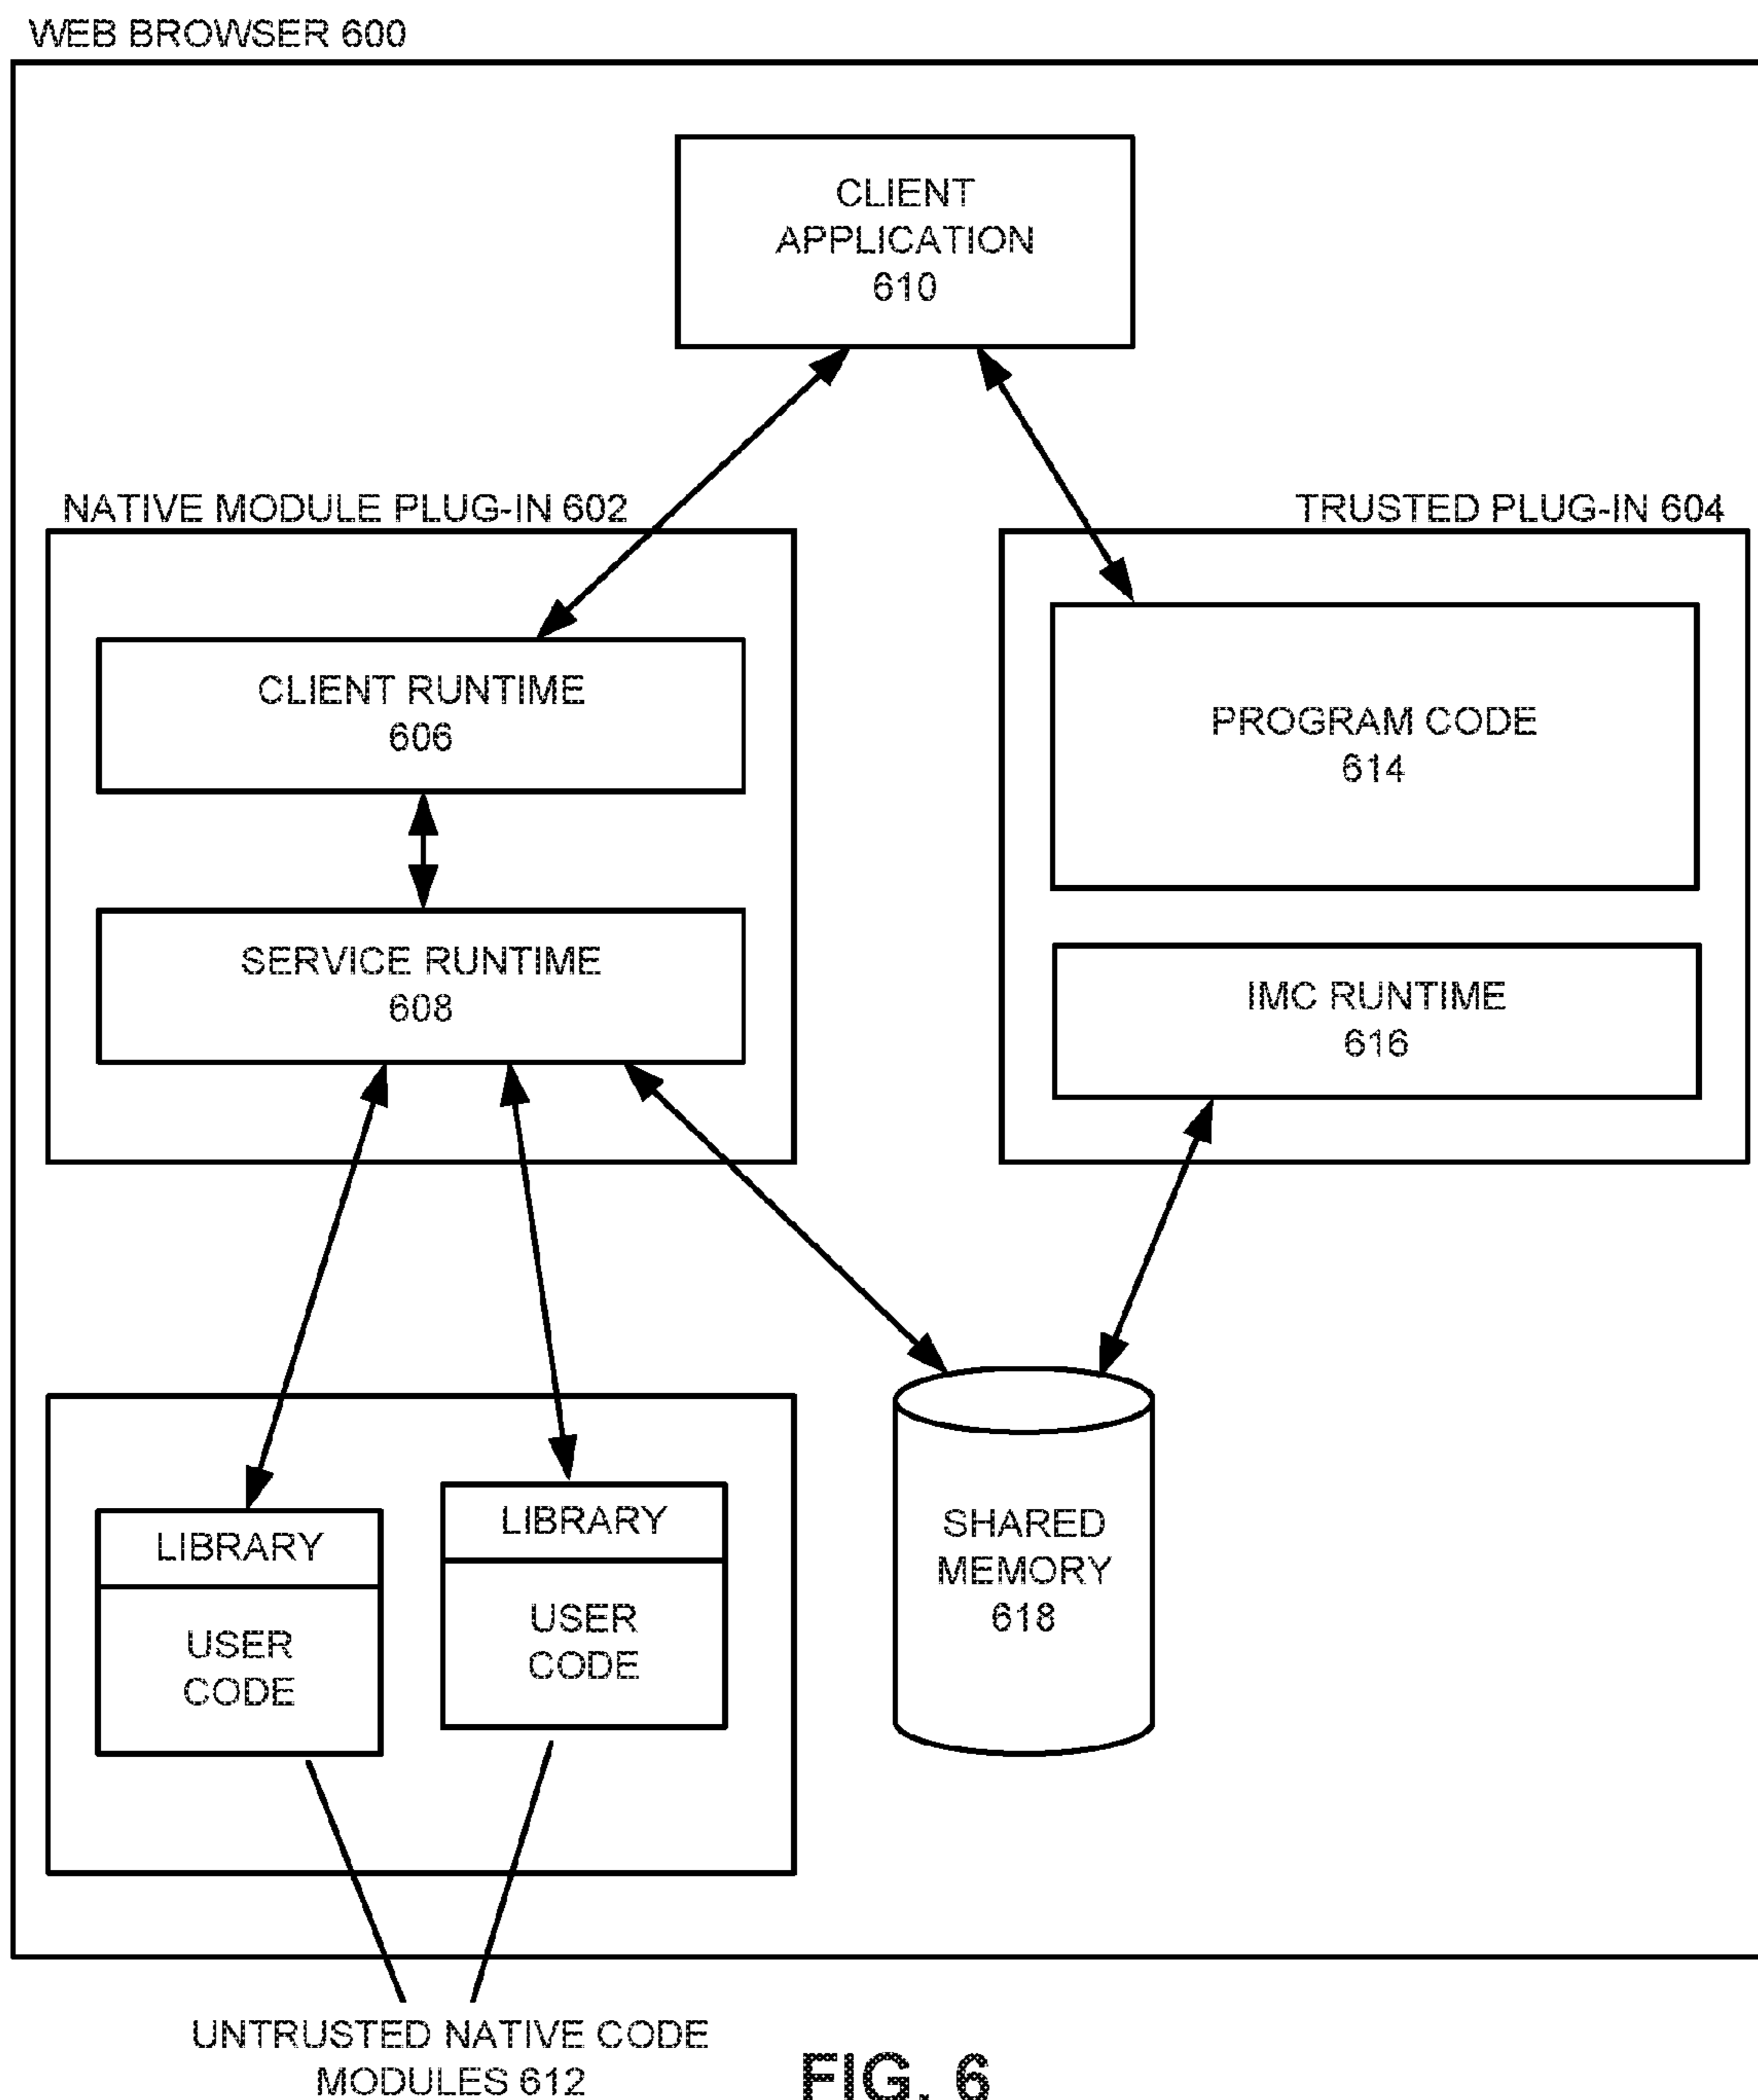 WEB BROWSER 600
CLIENT
APPLICATION
610
NATIVE MODULE PLUG-IN 602
TRUSTED PLUG-IN 604
CLIENT RUNTIME
606
PROGRAM CODE
614
SERVICE RUNTIME
608
IMC RUNTIME
616
LIBRARY
USER
CODE
LIBRARY
USER
CODE
SHARED
MEMORY
618
UNTRUSTED NATIVE CODE
MODULES 612
FIG. 6